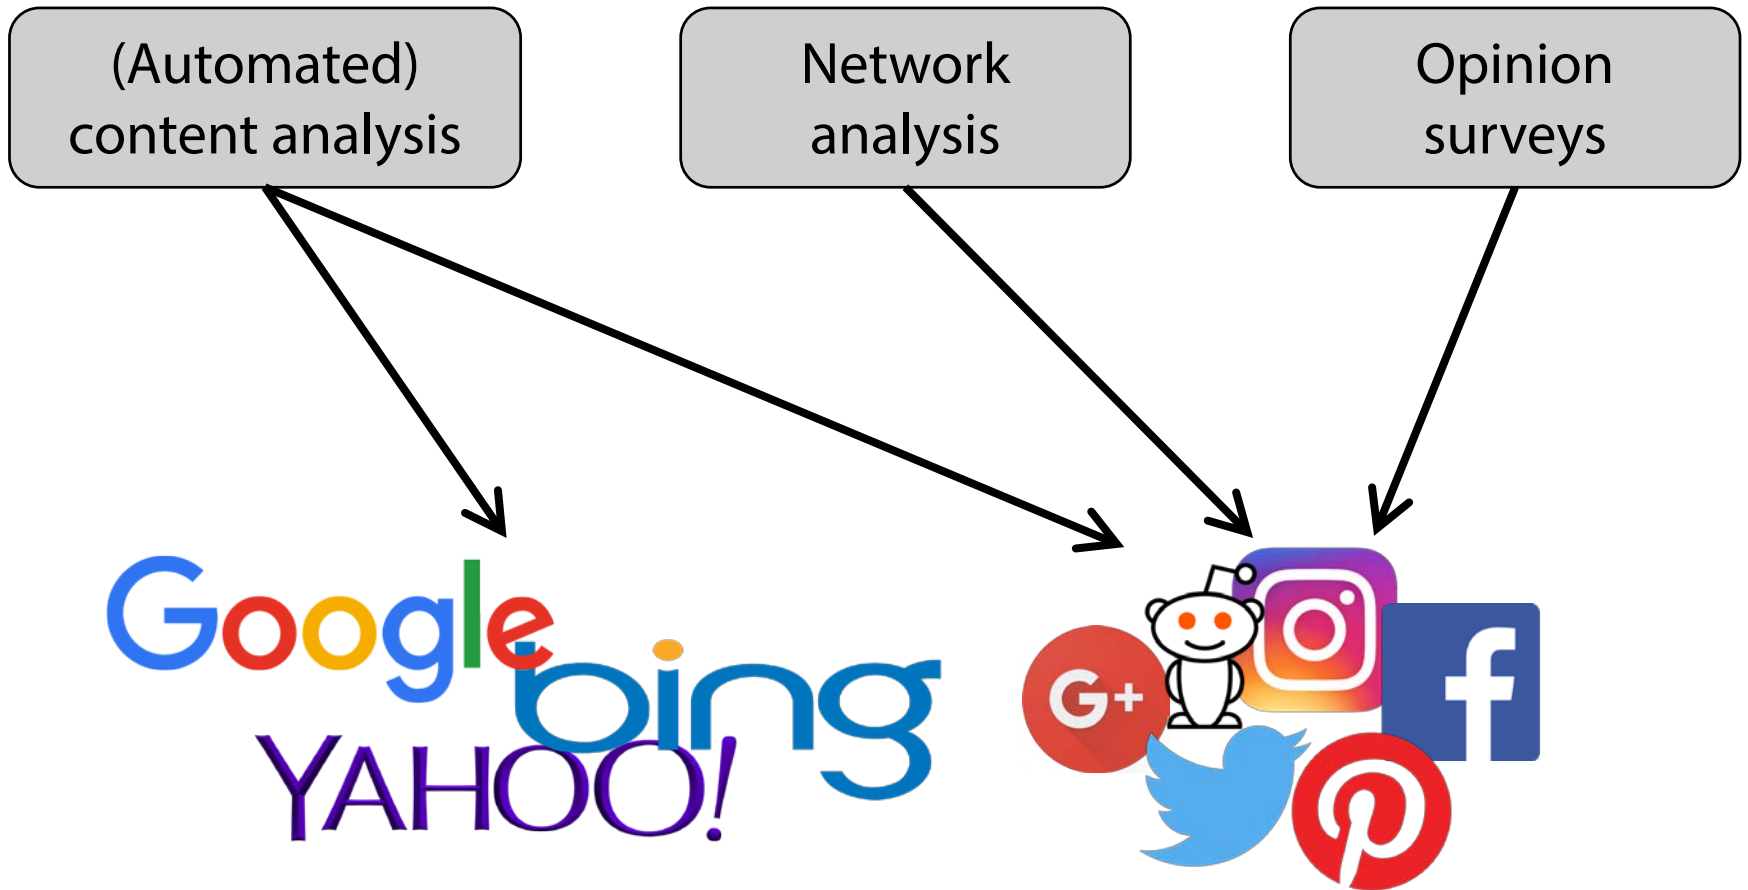 (Automated)
content analysis
Network
analysis
Opinion
surveys
Google
bing
YAHOO!
G+
f